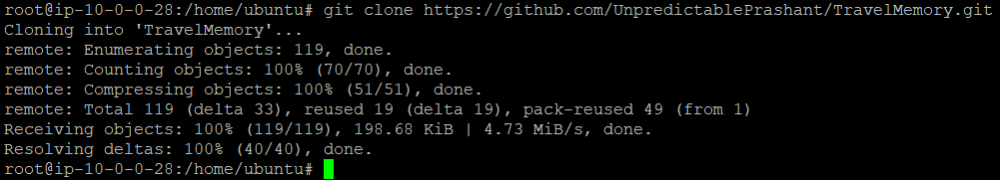 root@ip-10-0-0-28:/home/ubuntu# git clone https://github.com/UnpredictablePrashant/TravelMemory.git
Cloning into 'TravelMemory'...
remote: Enumerating objects: 119, done.
remote: Counting objects: 100% (70/70), done.
remote: Compressing objects: 100% (51/51), done.
remote: Total 119 (delta 33), reused 19 (delta 19), pack-reused 49 (from 1)
Receiving objects: 100% (119/119), 198.68 KiB | 4.73 MiB/s, done.
Resolving deltas: 100% (40/40), done.
root@ip-10-0-0-28:/home/ubuntu#